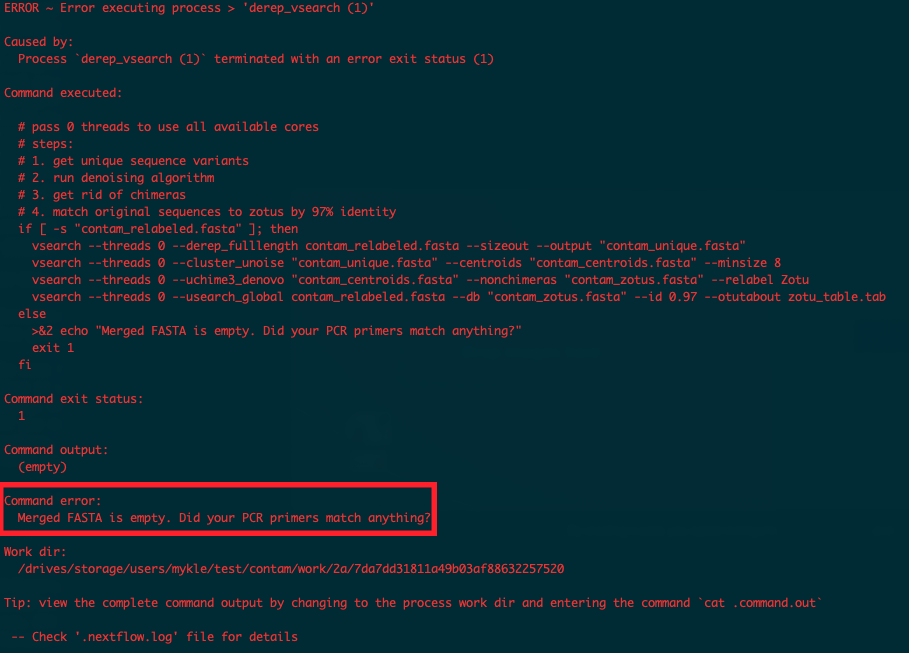 ERROR ~ Error executing process > 'derep_vsearch (1)'
Caused by:
Process `derep_vsearch (1)` terminated with an error exit status (1)
Command executed:
# pass 0 threads to use all available cores
# steps:
# 1. get unique sequence variants
# 2. run denoising algorithm
# 3. get rid of chimeras
# 4. match original sequences to zotus by 97% identity
if [ -s "contam_relabeled.fasta" ]; then
vsearch --threads 0 --derep_fulllength contam_relabeled.fasta --sizeout --output "contam_unique.fasta"
vsearch --threads 0 --cluster_unoise "contam_unique.fasta" --centroids "contam_centroids.fasta" --minsize 8
vsearch --threads 0 --uchime3_denovo "contam_centroids.fasta" --nonchimeras "contam_zotus.fasta" --relabel Zotu
vsearch --threads 0 --usearch_global contam_relabeled.fasta --db "contam_zotus.fasta" --id 0.97 --otutabout zotu_table.tab
else
>&2 echo "Merged FASTA is empty. Did your PCR primers match anything?"
exit 1
fi
Command exit status:
1
Command output:
(empty)
Command error:
Merged FASTA is empty. Did your PCR primers match anything?
Work dir:
/drives/storage/users/mykle/test/contam/work/2a/7da7dd31811a49b03af88632257520
Tip: view the complete command output by changing to the process work dir and entering the command `cat .command.out`
-- Check '.nextflow.log' file for details